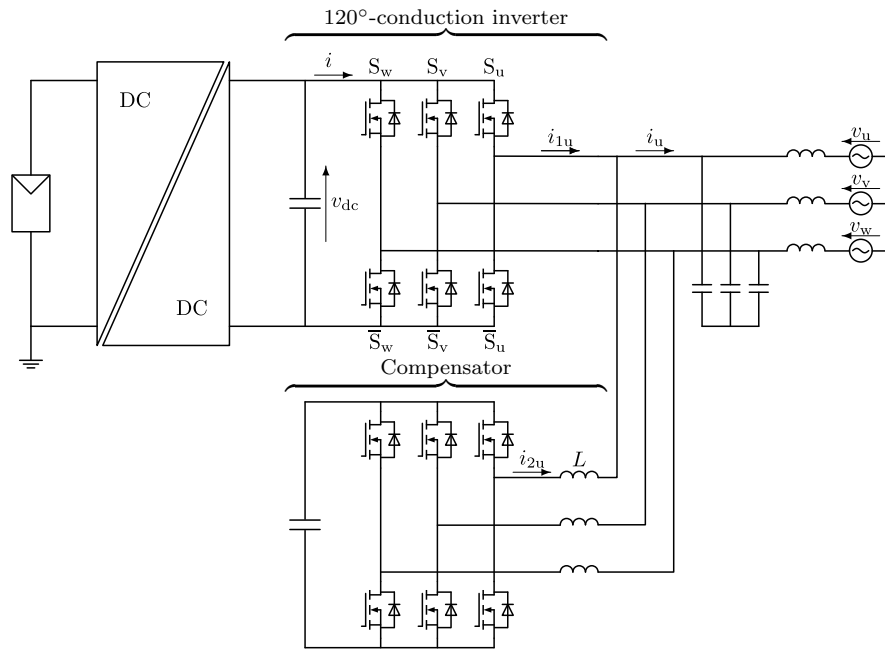 120°-conduction inverter
i
S_w S_v S_u
DC
i_1u i_u
v_u
v_v
v_w
v_dc
DC
S̅_w S̅_v S̅_u
Compensator
i_2u L